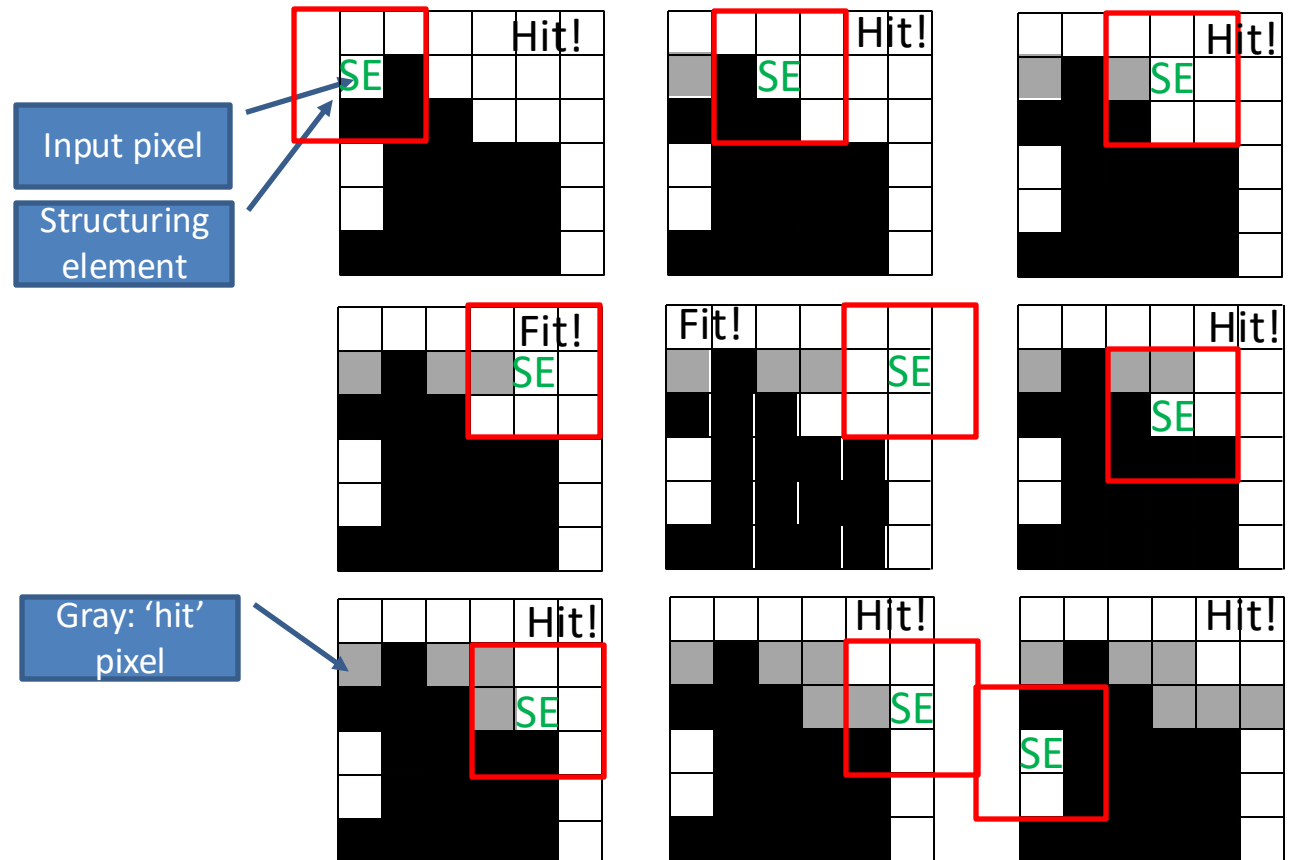 Hit!
Hit!
Hit!
SE
SE
SE
Input pixel
Structuring
element
Fit!
Fit!
Hit!
SE
SE
SE
Gray: ‘hit’
pixel
Hit!
Hit!
Hit!
SE
SE
SE